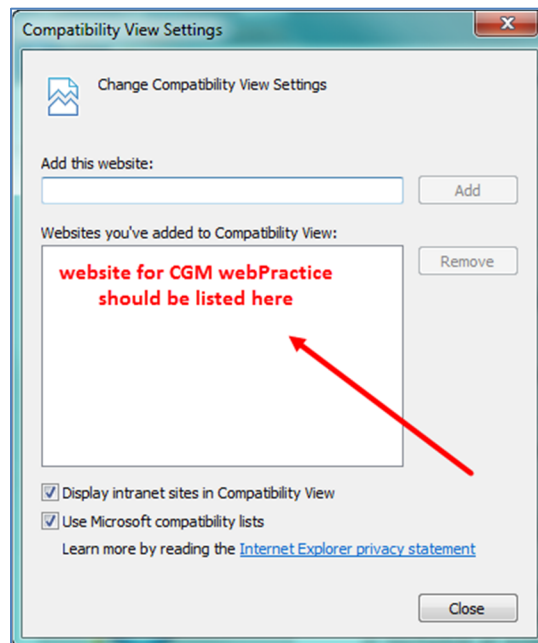 Compatibility View Settings
Change Compatibility View Settings
Add this website:
Add
Websites you've added to Compatibility View:
Remove
website for CGM webPractice
should be listed here
Display intranet sites in Compatibility View
Use Microsoft compatibility lists
Learn more by reading the Internet Explorer privacy statement
Close